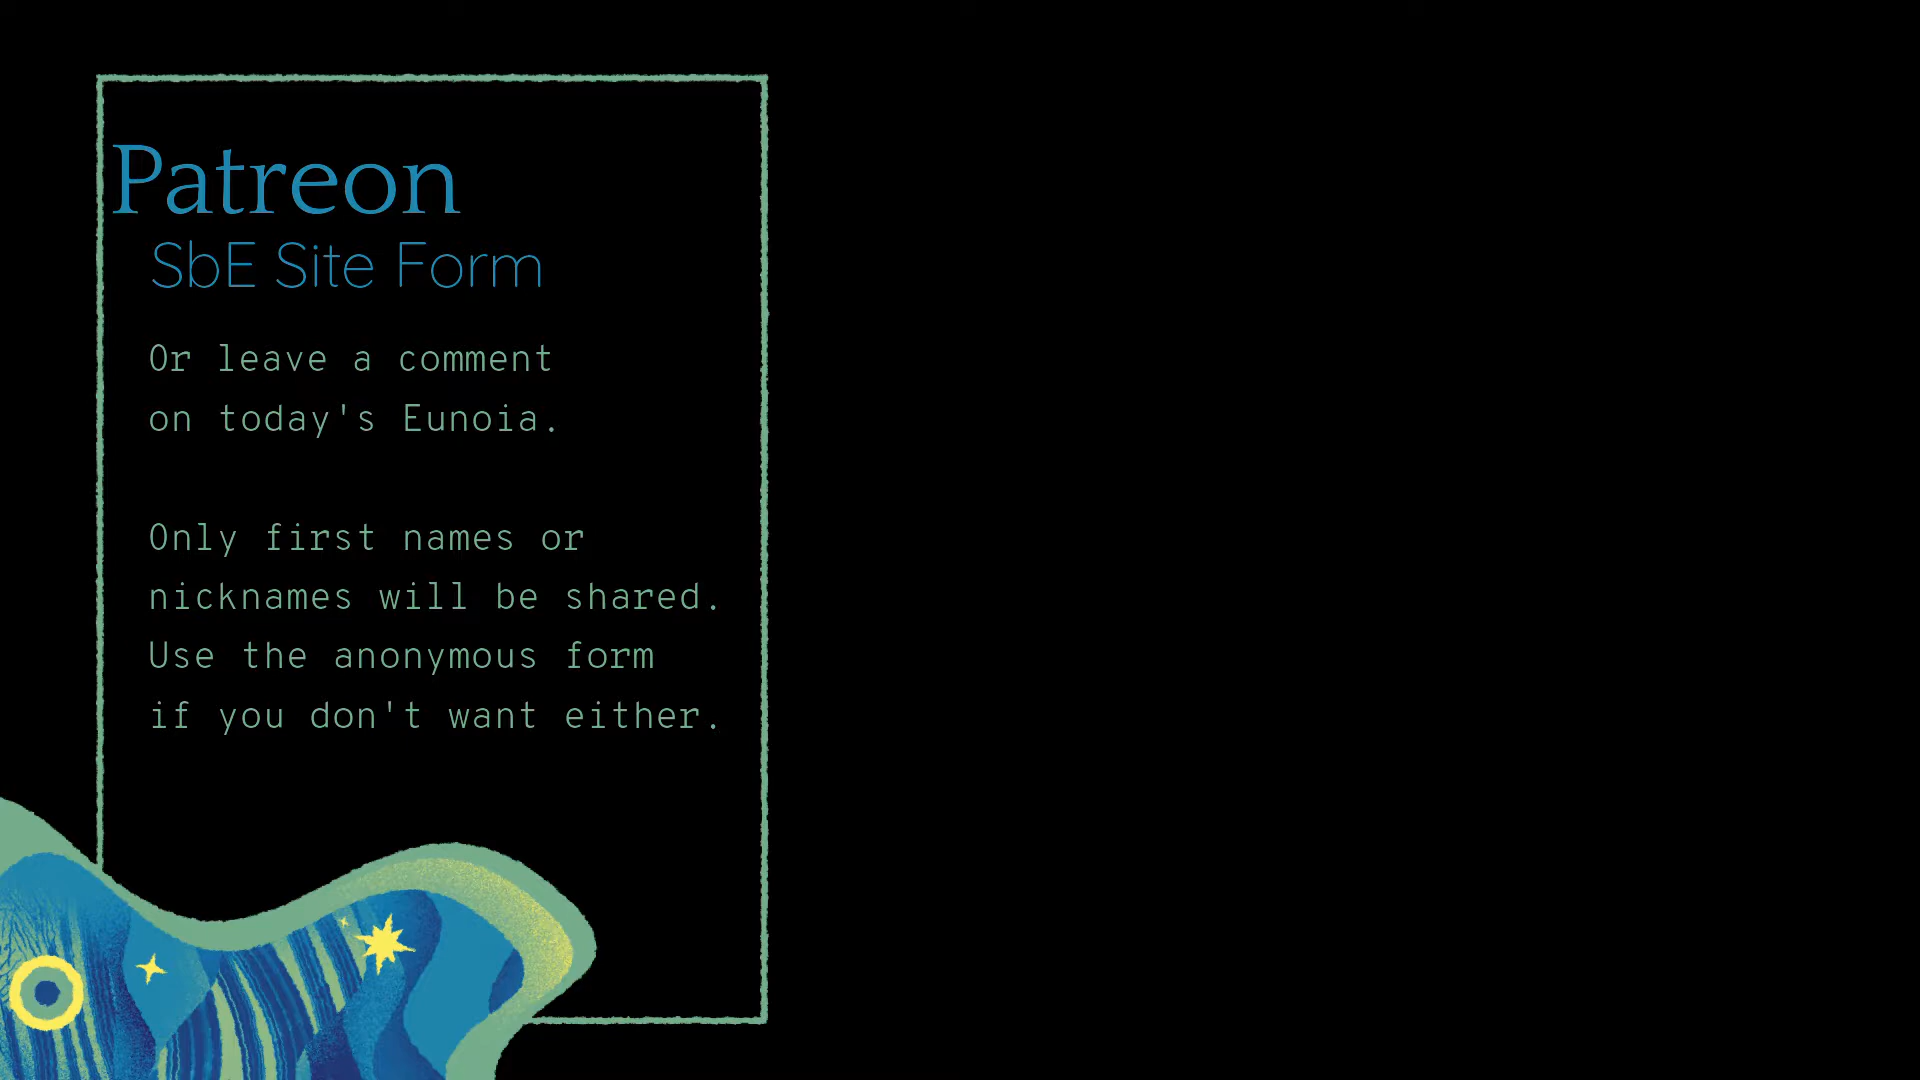 Patreon
SbE Site Form
Or leave a comment
on today's Eunoia.
Only first names or
nicknames will be shared.
Use the anonymous form
if you don't want either.